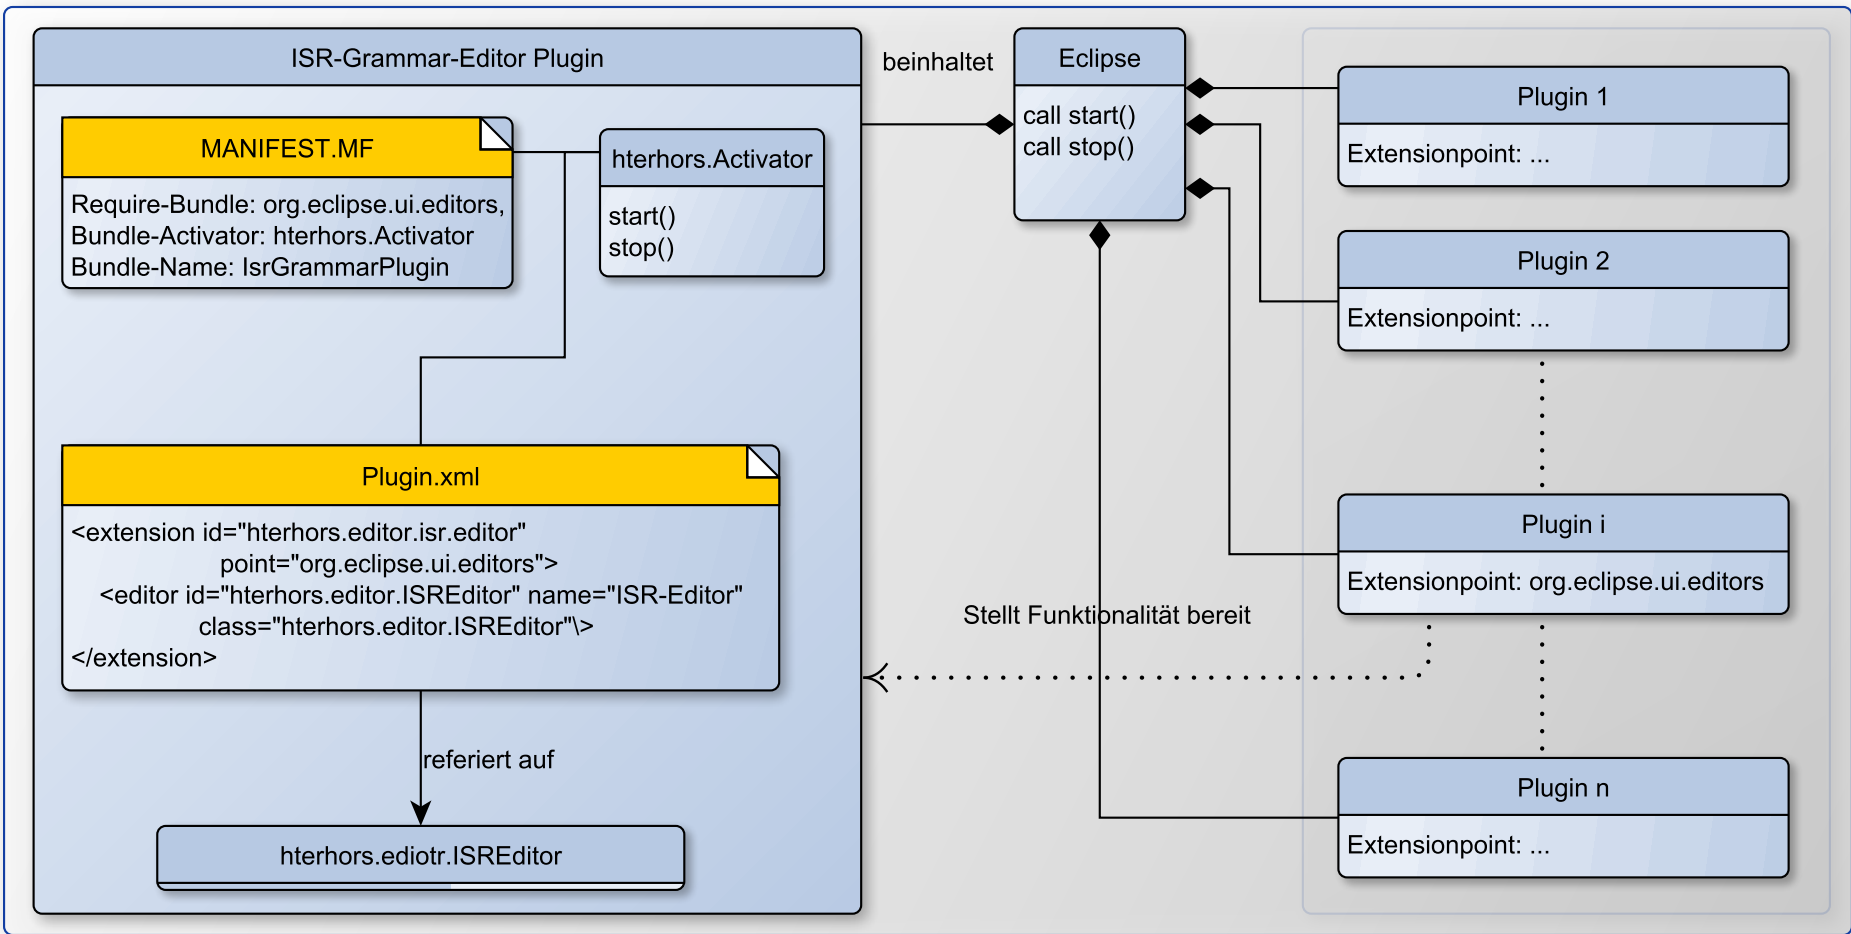 ISR-Grammar-Editor Plugin
MANIFEST.MF
Require-Bundle: org.eclipse.ui.editors,
Bundle-Activator: hterhors.Activator
Bundle-Name: IsrGrammarPlugin
hterhors.Activator
start()
stop()
Plugin.xml
<extension id="hterhors.editor.isr.editor"
point="org.eclipse.ui.editors">
<editor id="hterhors.editor.ISREditor" name="ISR-Editor"
class="hterhors.editor.ISREditor"\>
</extension>
referiert auf
hterhors.ediotr.ISREditor
beinhaltet
Eclipse
call start()
call stop()
Stellt Funktionalität bereit
Plugin 1
Extensionpoint: ...
Plugin 2
Extensionpoint: ...
Plugin i
Extensionpoint: org.eclipse.ui.editors
Plugin n
Extensionpoint: ...